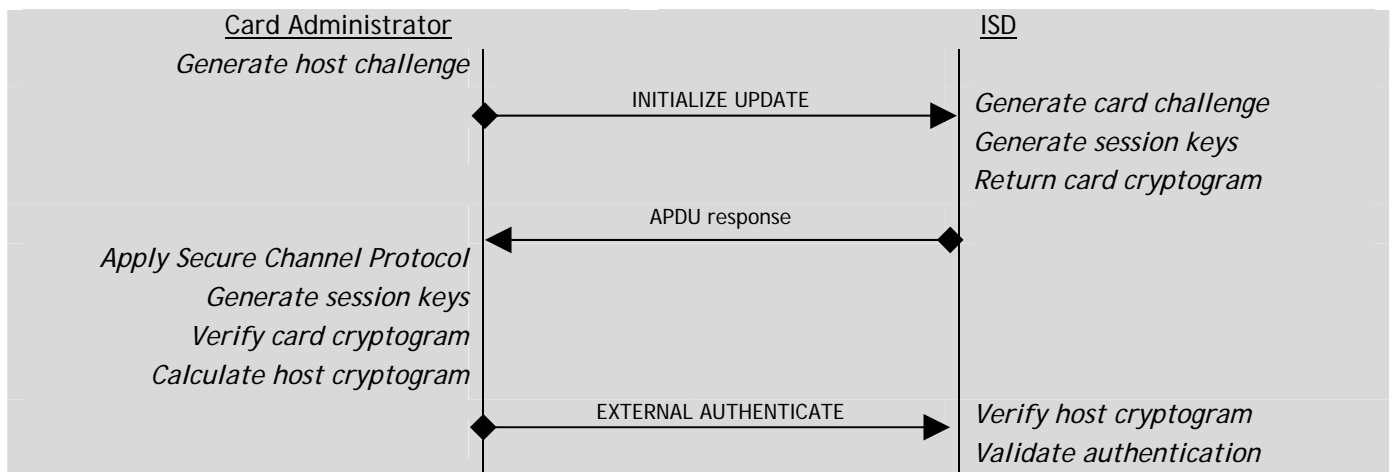 Card Administrator
ISD
Generate host challenge
INITIALIZE UPDATE
Generate card challenge
Generate session keys
Return card cryptogram
APDU response
Apply Secure Channel Protocol
Generate session keys
Verify card cryptogram
Calculate host cryptogram
EXTERNAL AUTHENTICATE
Verify host cryptogram
Validate authentication